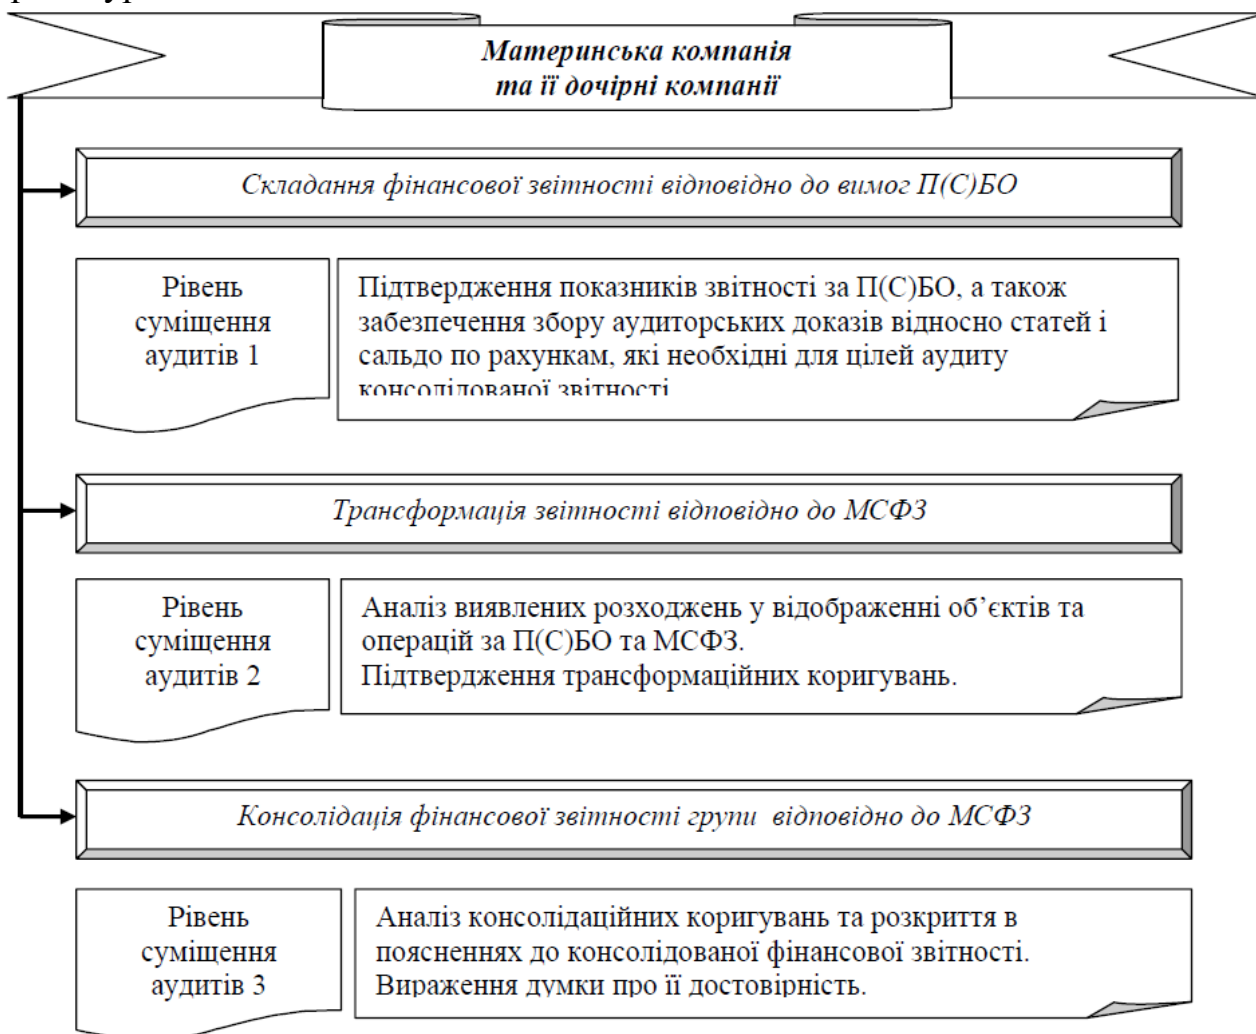 Материнська компанія
та її дочірні компанії
Складання фінансової звітності відповідно до вимог П(С)БО
Рівень
суміщення
аудитів 1
Підтвердження показників звітності за П(С)БО, а також
забезпечення збору аудиторських доказів відносно статей і
сальдо по рахункам, які необхідні для цілей аудиту
консолідованої звітності
Трансформація звітності відповідно до МСФЗ
Рівень
суміщення
аудитів 2
Аналіз виявлених розходжень у відображенні об’єктів та
операцій за П(С)БО та МСФЗ.
Підтвердження трансформаційних коригувань.
Консолідація фінансової звітності групи відповідно до МСФЗ
Рівень
суміщення
аудитів 3
Аналіз консолідаційних коригувань та розкриття в
поясненнях до консолідованої фінансової звітності.
Вираження думки про її достовірність.